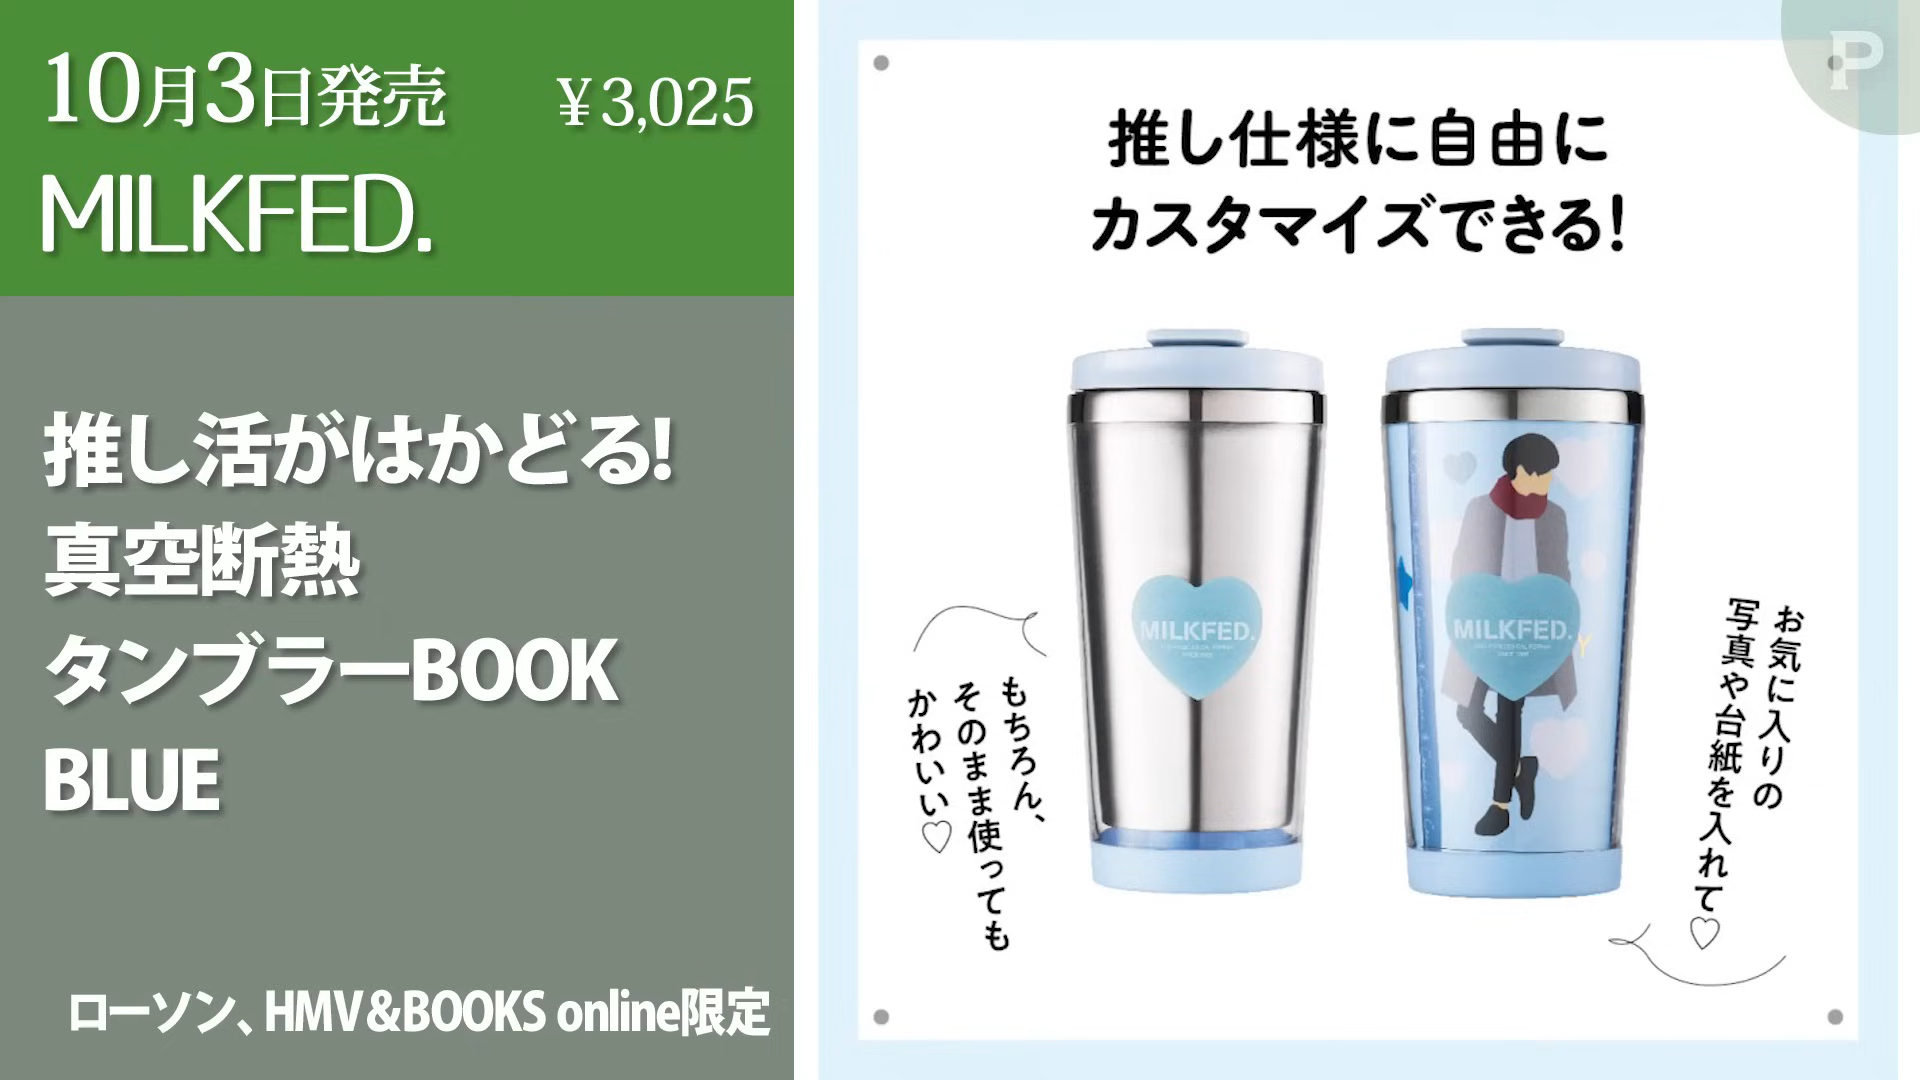 10月3日発売
¥3,025
MILKFED.
推し活がはかどる!
真空断熱
タンブラーBOOK
BLUE
ローソン、HMV&BOOKS online限定
P
推し仕様に自由に
カスタマイズできる!
MILKFED.
MILKFED.
もちろん、
そのまま使っても
かわいい♡
お気に入りの
写真や台紙を入れて♡